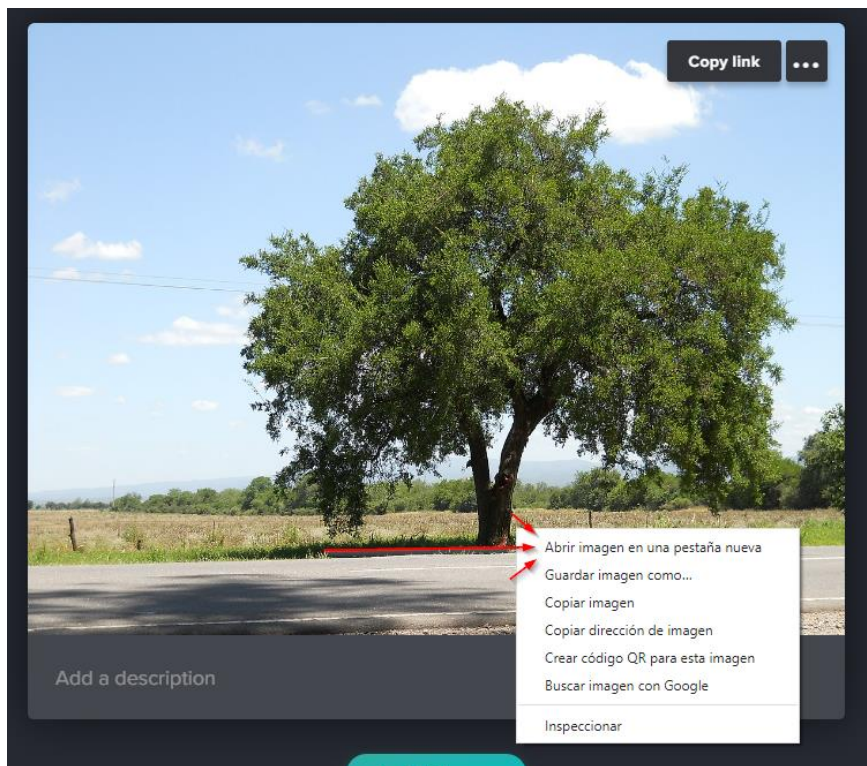 Copy link
Abrir imagen en una pestaña nueva
Guardar imagen como...
Copiar imagen
Copiar dirección de imagen
Crear código QR para esta imagen
Buscar imagen con Google
Inspeccionar
Add a description